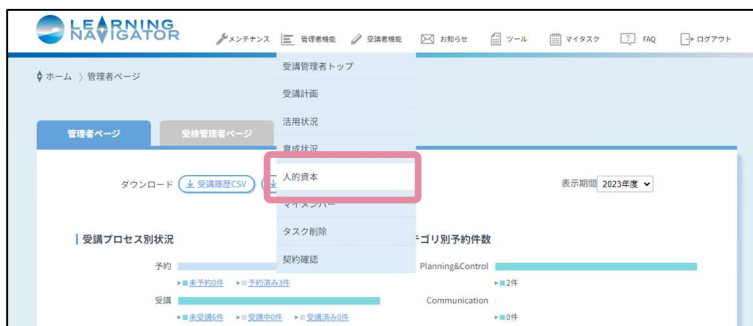 LEARNING NAVIGATOR
メンテナンス 管理者機能 受講者機能 お知らせ ツール マイタスク FAQ ログアウト
ホーム 〉管理者ページ
受講管理者トップ
受講計画
活用状況
育成状況
人的資本
マイメンバー
タスク削除
契約確認
管理者ページ 受検管理者ページ
ダウンロード 受講履歴CSV
表示期間 2023年度
受講プロセス別状況
予約
未予約0件 予約済み3件
受講
未受講6件 受講中0件 受講済み0件
テゴリ別予約件数
Planning&Control
2件
Communication
0件